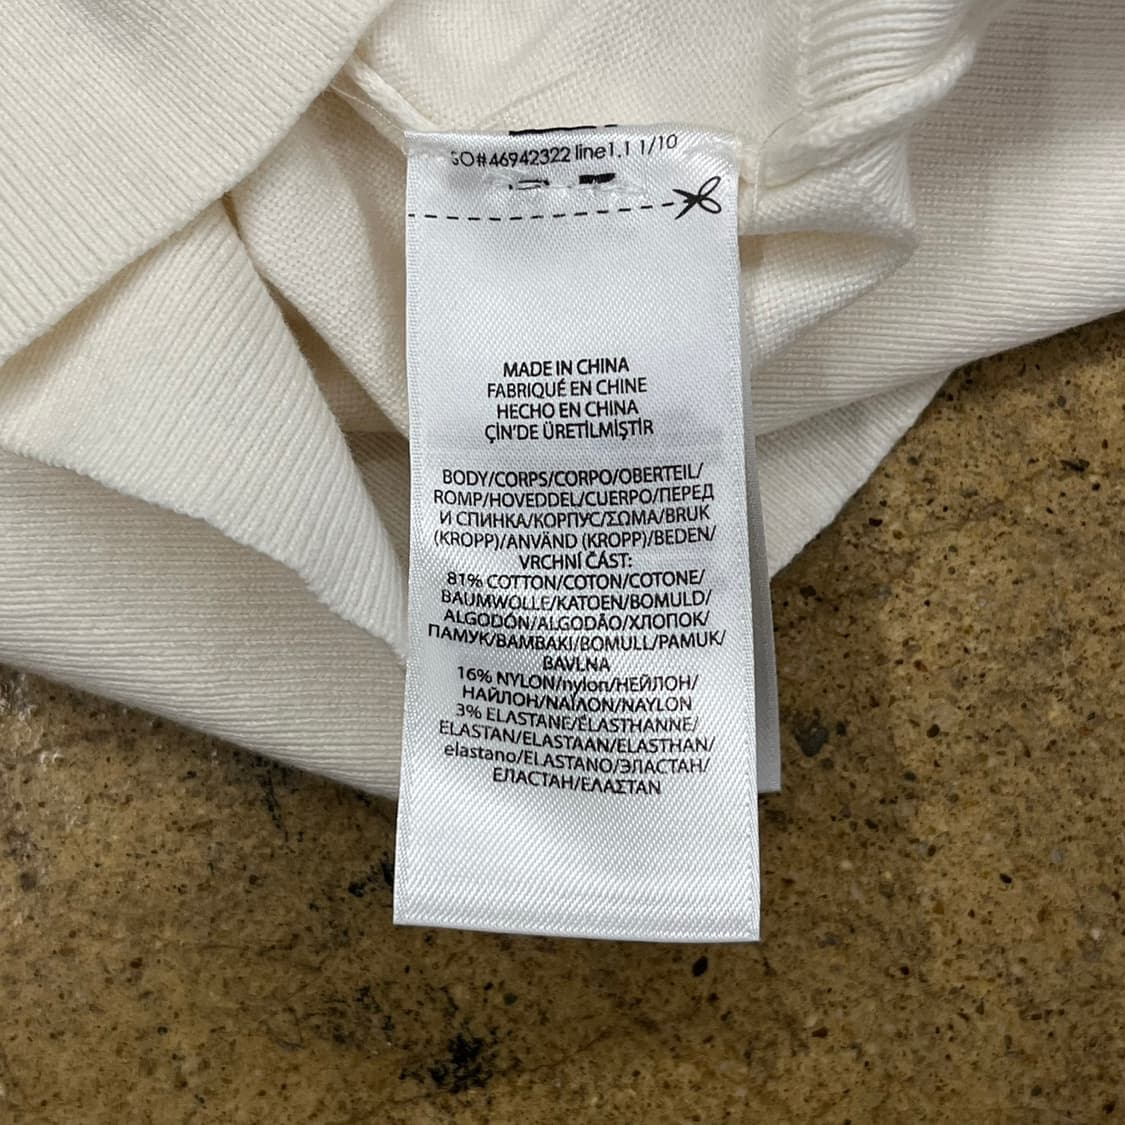 SO#46942322 line1.1 1/10
MADE IN CHINA
FABRIQUÉ EN CHINE
HECHO EN CHINA
ÇİN'DE ÜRETİLMİŞTİR
BODY/CORPS/CORPO/OBERTEIL/
ROMP/HOVEDDEL/CUERPO/ПЕРЕД
И СПИНКА/КОРПУС/ΣΩΜΑ/BRUK
(KROPP)/ANVÄND (KROPP)/BEDEN/
VRCHNÍ ČÁST:
81% COTTON/COTON/COTONE/
BAUMWOLLE/KATOEN/BOMULD/
ALGODÓN/ALGODÃO/ХЛОПОК/
ПАМУК/ΒΑΜΒΑΚΙ/BOMULL/PAMUK/
BAVLNA
16% NYLON/nylon/НЕЙЛОН/
НАЙЛОН/ΝΑΪΛΟΝ/NAYLON
3% ELASTANE/ÉLASTHANNE/
ELASTAN/ELASTAAN/ELASTHAN/
elastano/ELASTANO/ЭЛАСТАН/
ЕЛАСТАН/ΕΛΑΣΤΑΝ